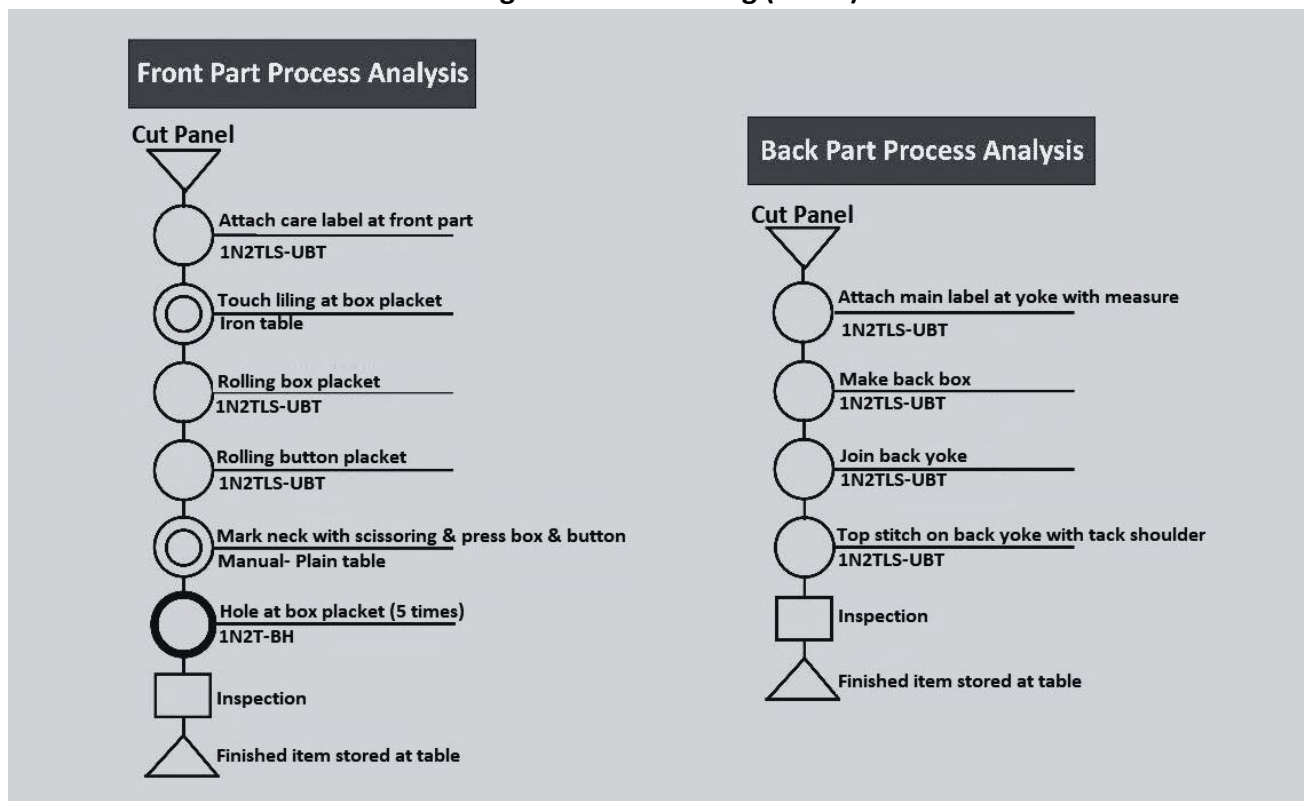 Front Part Process Analysis
Cut Panel
Attach care label at front part
1N2TLS-UBT
Touch liling at box placket
Iron table
Rolling box placket
1N2TLS-UBT
Rolling button placket
1N2TLS-UBT
Mark neck with scissoring & press box & button
Manual- Plain table
Hole at box placket (5 times)
1N2T-BH
Inspection
Finished item stored at table
Back Part Process Analysis
Cut Panel
Attach main label at yoke with measure
1N2TLS-UBT
Make back box
1N2TLS-UBT
Join back yoke
1N2TLS-UBT
Top stitch on back yoke with tack shoulder
1N2TLS-UBT
Inspection
Finished item stored at table